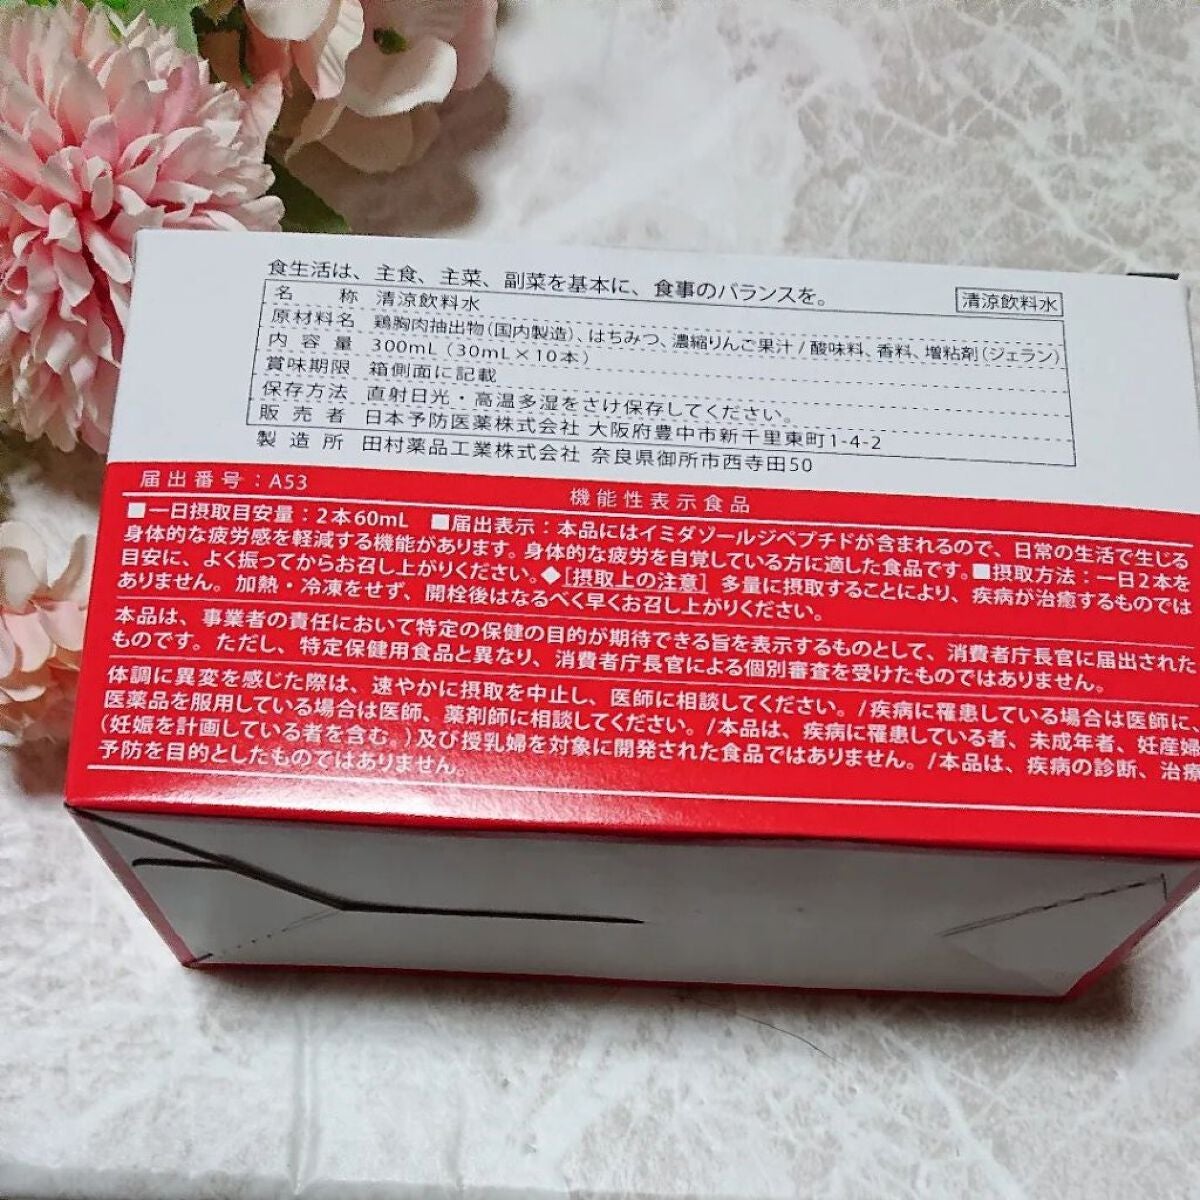 食生活は、主食、主菜、副菜を基本に、食事のバランスを。
清涼飲料水
名 称 清涼飲料水
原材料名 鶏胸肉抽出物（国内製造）、はちみつ、濃縮りんご果汁/酸味料、香料、増粘剤（ジェラン）
内容量 300mL（30mL×10本）
賞味期限 箱側面に記載
保存方法 直射日光・高温多湿をさけ保存してください。
販売者 日本予防医薬株式会社 大阪府豊中市新千里東町1-4-2
製造所 田村薬品工業株式会社 奈良県御所市西寺田50
届出番号：A53
機能性表示食品
■一日摂取目安量：2本60mL ■届出表示：本品にはイミダゾールジペプチドが含まれるので、日常の生活で生じる
身体的な疲労感を軽減する機能があります。身体的な疲労を自覚している方に適した食品です。■摂取方法：一日2本を
目安に、よく振ってからお召し上がりください。◆［摂取上の注意］ 多量に摂取することにより、疾病が治癒するものでは
ありません。加熱・冷凍をせず、開栓後はなるべく早くお召し上がりください。
本品は、事業者の責任において特定の保健の目的が期待できる旨を表示するものとして、消費者庁長官に届出された
ものです。ただし、特定保健用食品と異なり、消費者庁長官による個別審査を受けたものではありません。
体調に異変を感じた際は、速やかに摂取を中止し、医師に相談してください。/疾病に罹患している場合は医師に、
医薬品を服用している場合は医師、薬剤師に相談してください。/本品は、疾病に罹患している者、未成年者、妊産婦
（妊娠を計画している者を含む。）及び授乳婦を対象に開発された食品ではありません。/本品は、疾病の診断、治療
予防を目的としたものではありません。